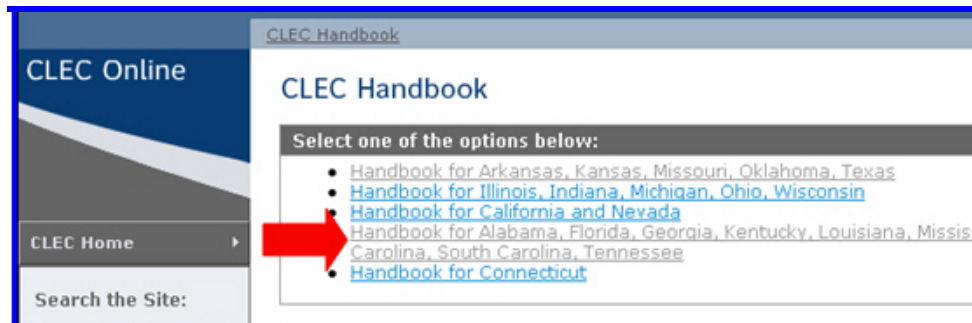 CLEC Handbook
CLEC Online
CLEC Handbook
Select one of the options below:
Handbook for Arkansas, Kansas, Missouri, Oklahoma, Texas
Handbook for Illinois, Indiana, Michigan, Ohio, Wisconsin
Handbook for California and Nevada
Handbook for Alabama, Florida, Georgia, Kentucky, Louisiana, Missis
Carolina, South Carolina, Tennessee
Handbook for Connecticut
CLEC Home
Search the Site: